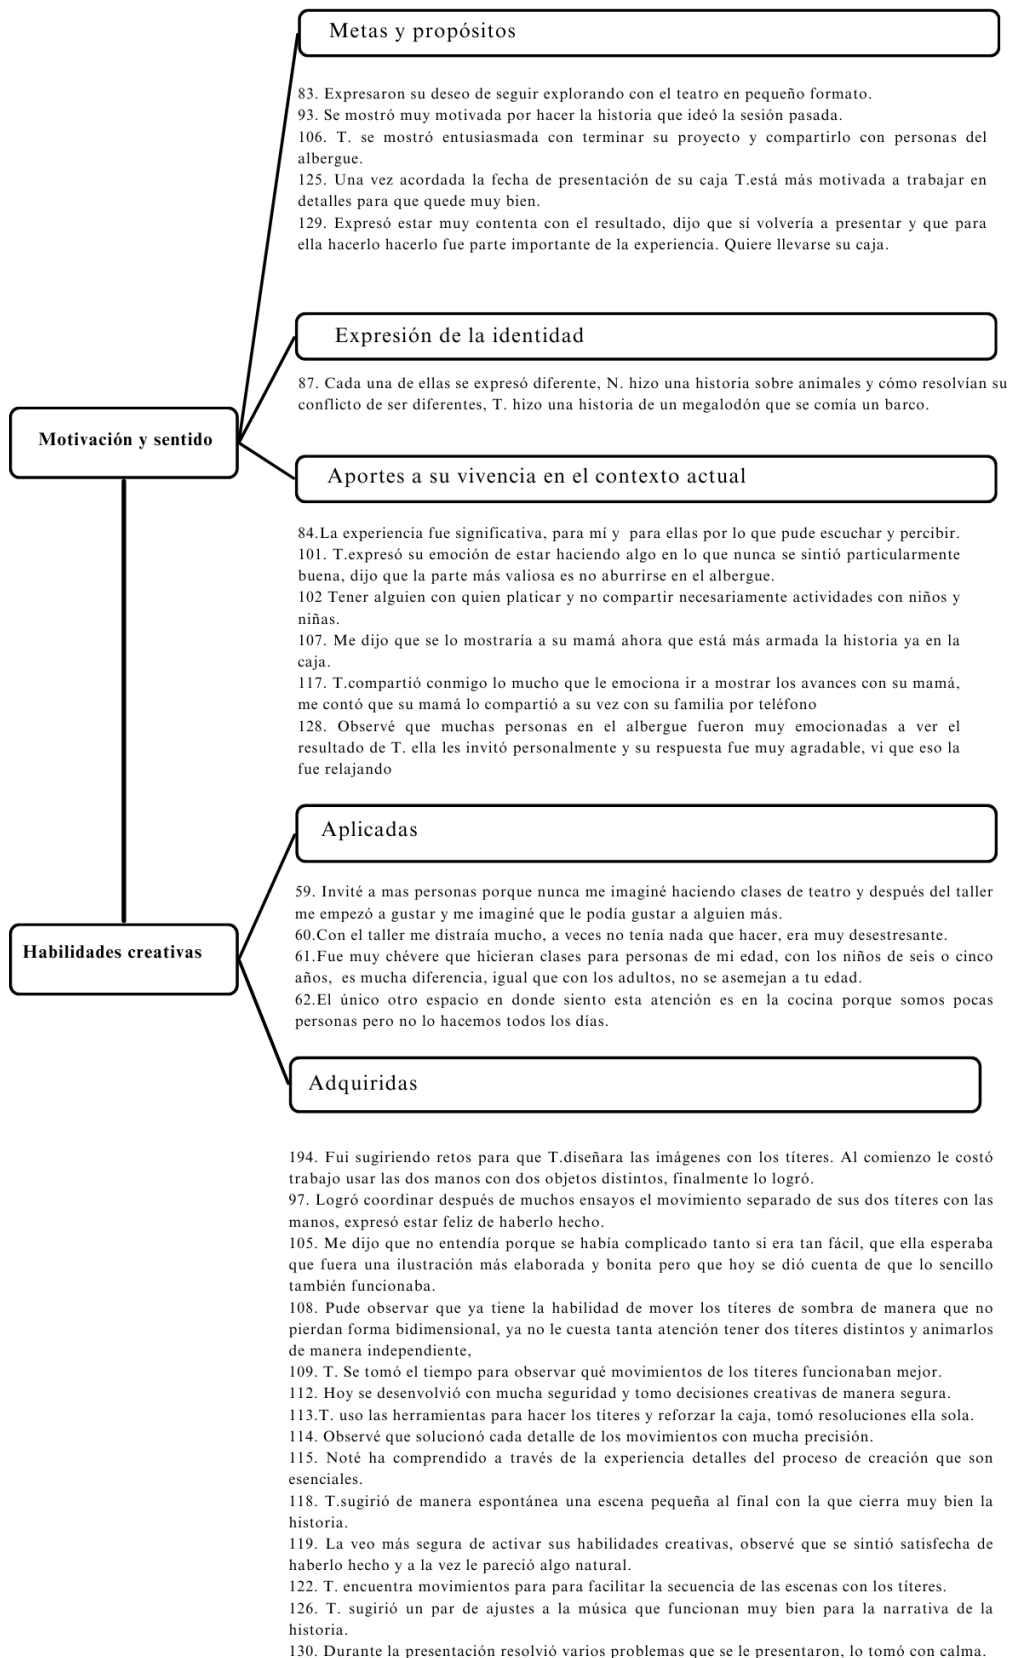 Metas y propósitos
83. Expresaron su deseo de seguir explorando con el teatro en pequeño formato.
93. Se mostró muy motivada por hacer la historia que ideó la sesión pasada.
106. T. se mostró entusiasmada con terminar su proyecto y compartirlo con personas del
albergue.
125. Una vez acordada la fecha de presentación de su caja T.está más motivada a trabajar en
detalles para que quede muy bien.
129. Expresó estar muy contenta con el resultado, dijo que sí volvería a presentar y que para
ella hacerlo hacerlo fue parte importante de la experiencia. Quiere llevarse su caja.
Expresión de la identidad
87. Cada una de ellas se expresó diferente, N. hizo una historia sobre animales y cómo resolvían su
conflicto de ser diferentes, T. hizo una historia de un megalodón que se comía un barco.
Motivación y sentido
Aportes a su vivencia en el contexto actual
84.La experiencia fue significativa, para mí y para ellas por lo que pude escuchar y percibir.
101. T.expresó su emoción de estar haciendo algo en lo que nunca se sintió particularmente
buena, dijo que la parte más valiosa es no aburrirse en el albergue.
102 Tener alguien con quien platicar y no compartir necesariamente actividades con niños y
niñas.
107. Me dijo que se lo mostraría a su mamá ahora que está más armada la historia ya en la
caja.
117. T.compartió conmigo lo mucho que le emociona ir a mostrar los avances con su mamá,
me contó que su mamá lo compartió a su vez con su familia por teléfono
128. Observé que muchas personas en el albergue fueron muy emocionadas a ver el
resultado de T. ella les invitó personalmente y su respuesta fue muy agradable, vi que eso la
fue relajando
Aplicadas
59. Invité a mas personas porque nunca me imaginé haciendo clases de teatro y después del taller
me empezó a gustar y me imaginé que le podía gustar a alguien más.
60.Con el taller me distraía mucho, a veces no tenía nada que hacer, era muy desestresante.
61.Fue muy chévere que hicieran clases para personas de mi edad, con los niños de seis o cinco
años, es mucha diferencia, igual que con los adultos, no se asemejan a tu edad.
62.El único otro espacio en donde siento esta atención es en la cocina porque somos pocas
personas pero no lo hacemos todos los días.
Habilidades creativas
Adquiridas
194. Fui sugiriendo retos para que T.diseñara las imágenes con los títeres. Al comienzo le costó
trabajo usar las dos manos con dos objetos distintos, finalmente lo logró.
97. Logró coordinar después de muchos ensayos el movimiento separado de sus dos títeres con las
manos, expresó estar feliz de haberlo hecho.
105. Me dijo que no entendía porque se había complicado tanto si era tan fácil, que ella esperaba
que fuera una ilustración más elaborada y bonita pero que hoy se dió cuenta de que lo sencillo
también funcionaba.
108. Pude observar que ya tiene la habilidad de mover los títeres de sombra de manera que no
pierdan forma bidimensional, ya no le cuesta tanta atención tener dos títeres distintos y animarlos
de manera independiente,
109. T. Se tomó el tiempo para observar qué movimientos de los títeres funcionaban mejor.
112. Hoy se desenvolvió con mucha seguridad y tomo decisiones creativas de manera segura.
113.T. uso las herramientas para hacer los títeres y reforzar la caja, tomó resoluciones ella sola.
114. Observé que solucionó cada detalle de los movimientos con mucha precisión.
115. Noté ha comprendido a través de la experiencia detalles del proceso de creación que son
esenciales.
118. T.sugirió de manera espontánea una escena pequeña al final con la que cierra muy bien la
historia.
119. La veo más segura de activar sus habilidades creativas, observé que se sintió satisfecha de
haberlo hecho y a la vez le pareció algo natural.
122. T. encuentra movimientos para para facilitar la secuencia de las escenas con los títeres.
126. T. sugirió un par de ajustes a la música que funcionan muy bien para la narrativa de la
historia.
130. Durante la presentación resolvió varios problemas que se le presentaron, lo tomó con calma.